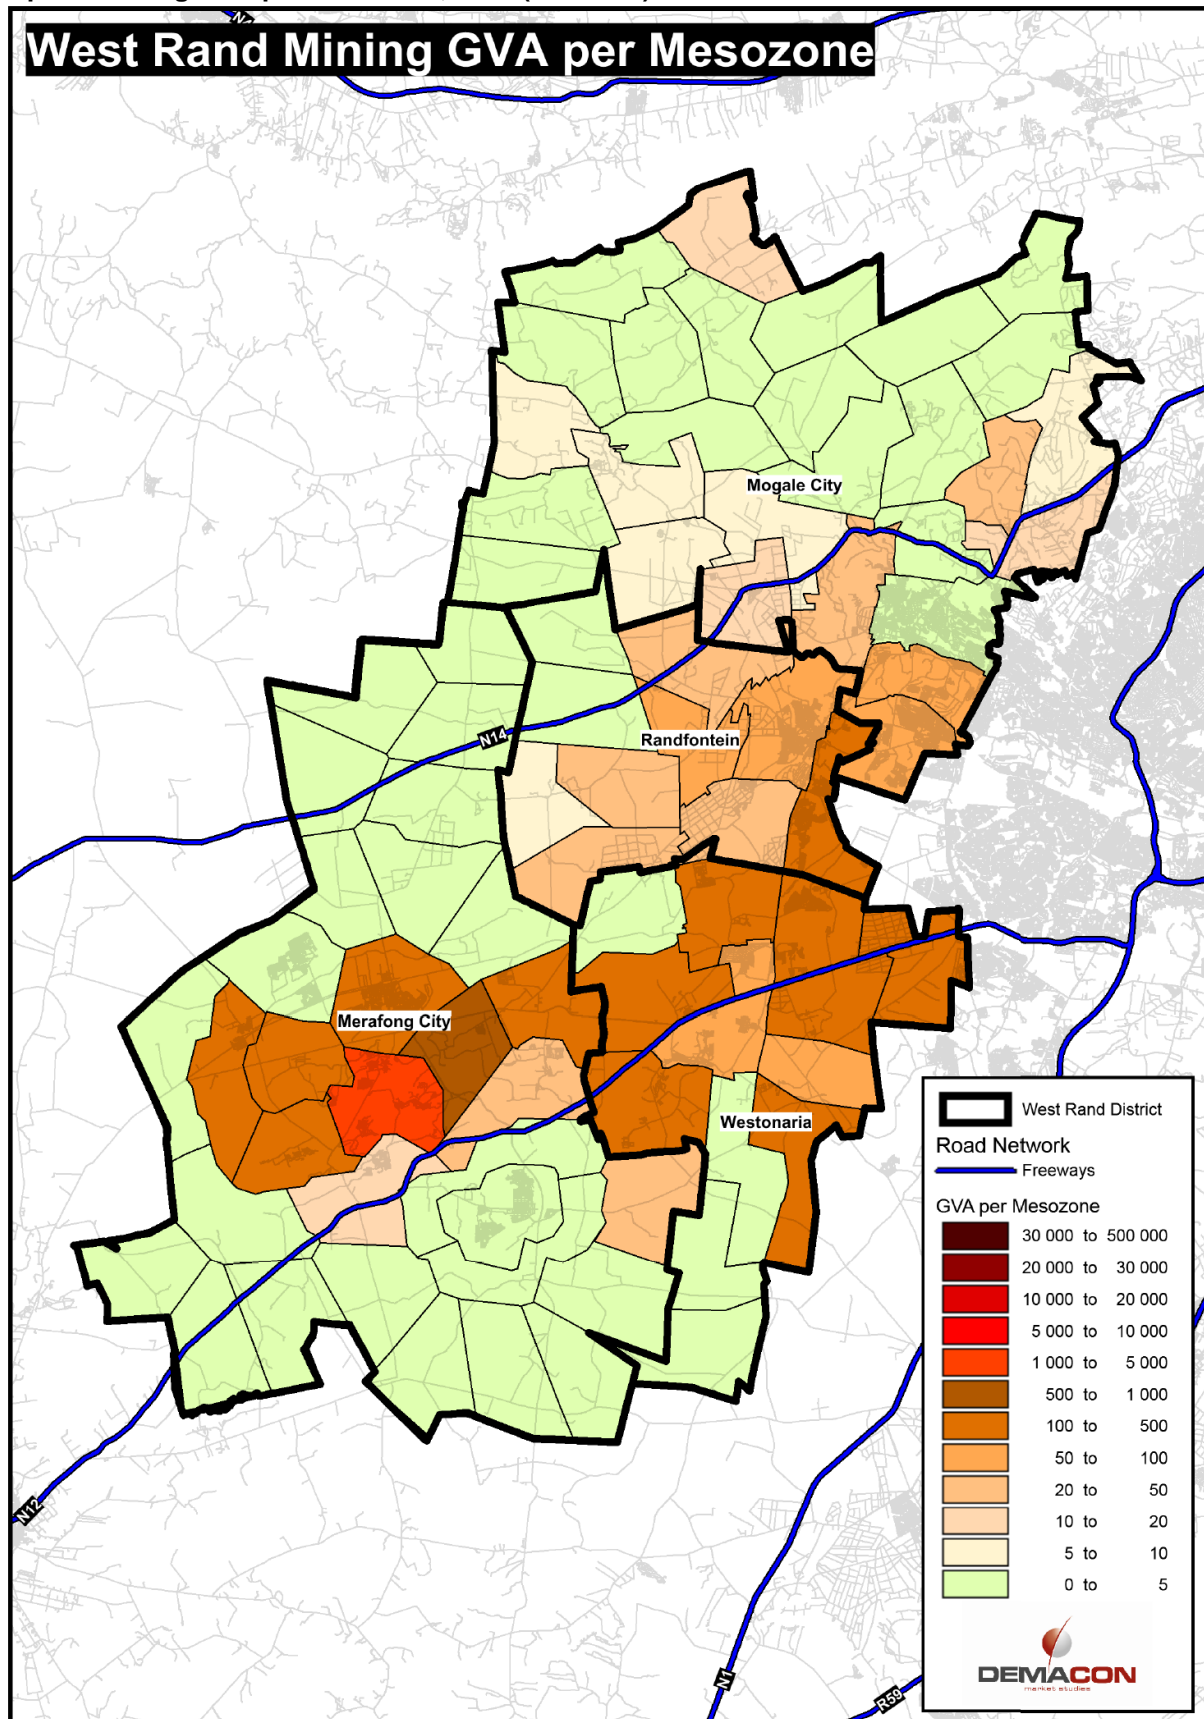 West Rand Mining GVA per Mesozone
Mogale City
N14
Randfontein
Merafong City
Westonaria
West Rand District
Road Network
Freeways
GVA per Mesozone
30 000 to 500 000
20 000 to 30 000
10 000 to 20 000
5 000 to 10 000
1 000 to 5 000
500 to 1 000
100 to 500
50 to 100
20 to 50
10 to 20
5 to 10
0 to 5
N12
DEMACON
market studies
N1
R59